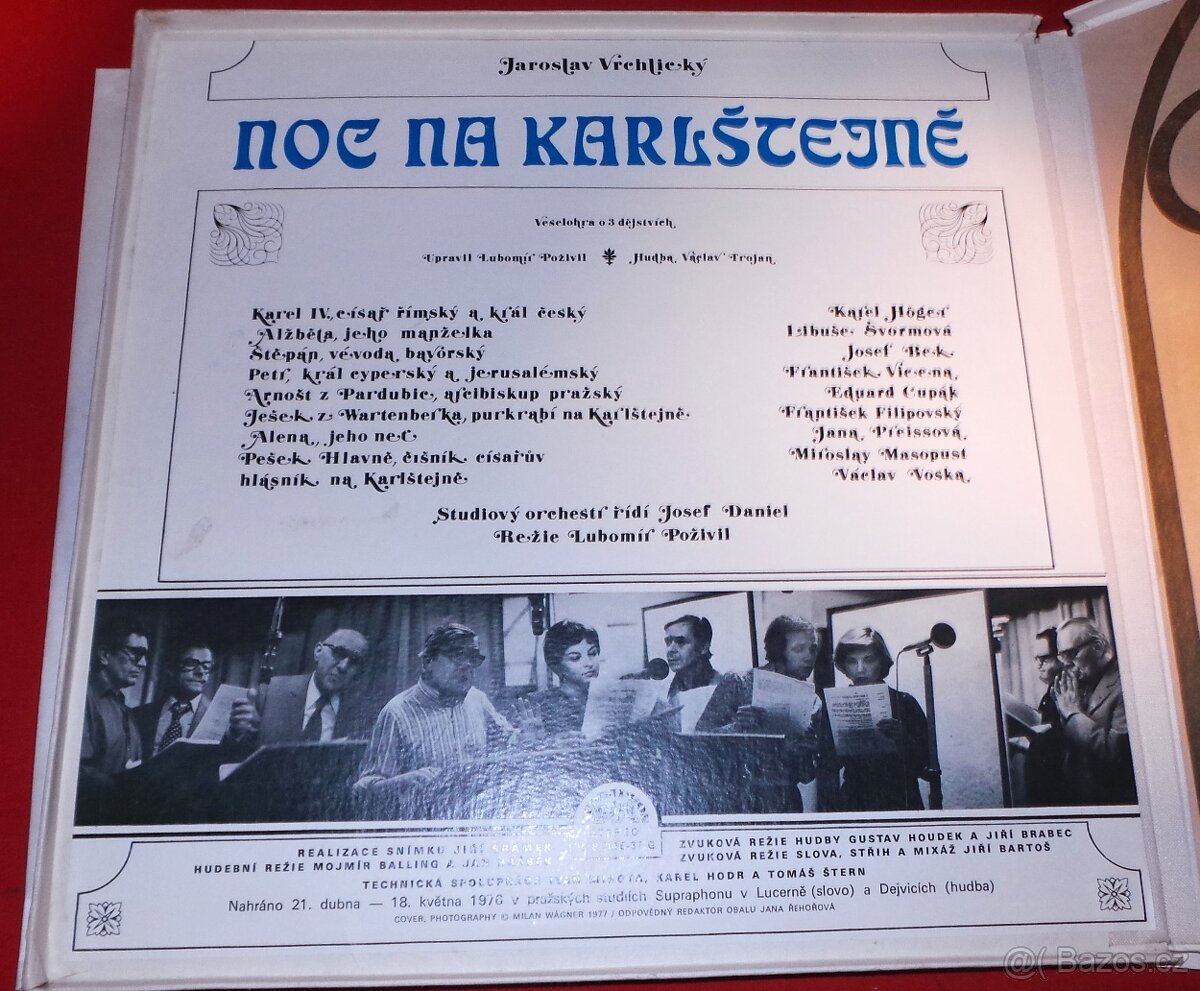 Jaroslav Vrchlický
NOC NA KARLŠTEJNĚ
Veselohra o 3 dějstvích
Upravil Lubomír Poživil Hudba Václav Trojan
Karel IV., císař římský a král český Karel Höger
Alžběta, jeho manželka Libuše Švormová
Štěpán, vévoda bavorský Josef Bek
Petr, král cyperský a jerusalémský František Vicena
Arnošt z Pardubic, arcibiskup pražský Eduard Cupák
Ješek z Wartenberka, purkrabí na Karlštejně František Filipovský
Alena, jeho neť Jana Preissová
Pešek Hlavně, číšník císařův Miroslav Masopust
hlásník na Karlštejně Václav Voska
Studiový orchestr řídí Josef Daniel
Režie Lubomír Poživil
REALIZACE SNÍMKU JIŘÍ ZVUKOVÁ REŽIE HUDBY GUSTAV HOUDEK A JIŘÍ BRABEC
HUDEBNÍ REŽIE MOJMÍR BALLING A JAN ZVUKOVÁ REŽIE SLOVA, STŘIH A MIXÁŽ JIŘÍ BARTOŠ
TECHNICKÁ SPOLUPRÁCE KAREL HODR A TOMÁŠ ŠTERN
Nahráno 21. dubna — 18. května 1976 v pražských studiích Supraphonu v Lucerně (slovo) a Dejvicích (hudba)
COVER, PHOTOGRAPHY © MILAN WÁGNER 1977 / ODPOVĚDNÝ REDAKTOR OBALU JANA ŘEHOŘOVÁ
@( Bazos.cz